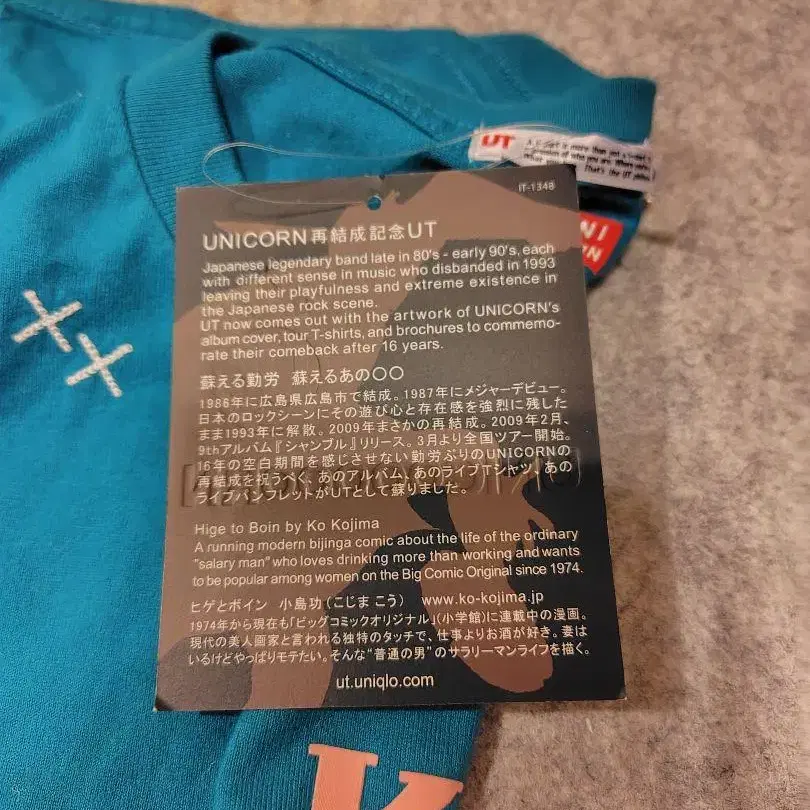 UT
IT-1348
UNICORN再結成記念UT
Japanese legendary band late in 80's - early 90's, each
with different sense in music who disbanded in 1993
leaving their playfulness and extreme existence in
the Japanese rock scene.
UT now comes out with the artwork of UNICORN's
album cover, tour T-shirts, and brochures to commemo-
rate their comeback after 16 years.
蘇える勤労 蘇えるあの〇〇
1986年に広島県広島市で結成。1987年にメジャーデビュー。
日本のロックシーンにその遊び心と存在感を強烈に残した
まま1993年に解散。2009年まさかの再結成。2009年2月、
9thアルバム『シャンブル』リリース。3月より全国ツアー開始。
16年の空白期間を感じさせない勤労ぶりのUNICORNの
再結成を祝うべく、あのアルバム、あのライブTシャツ、あの
ライブパンフレットがUTとして蘇りました。
Hige to Boin by Ko Kojima
A running modern bijinga comic about the life of the ordinary
"salary man" who loves drinking more than working and wants
to be popular among women on the Big Comic Original since 1974.
ヒゲとボイン 小島功(こじま こう) www.ko-kojima.jp
1974年から現在も「ビッグコミックオリジナル」(小学館)に連載中の漫画。
現代の美人画家と言われる独特のタッチで、仕事よりお酒が好き。妻は
いるけどやっぱりモテたい。そんな"普通の男"のサラリーマンライフを描く。
ut.uniqlo.com